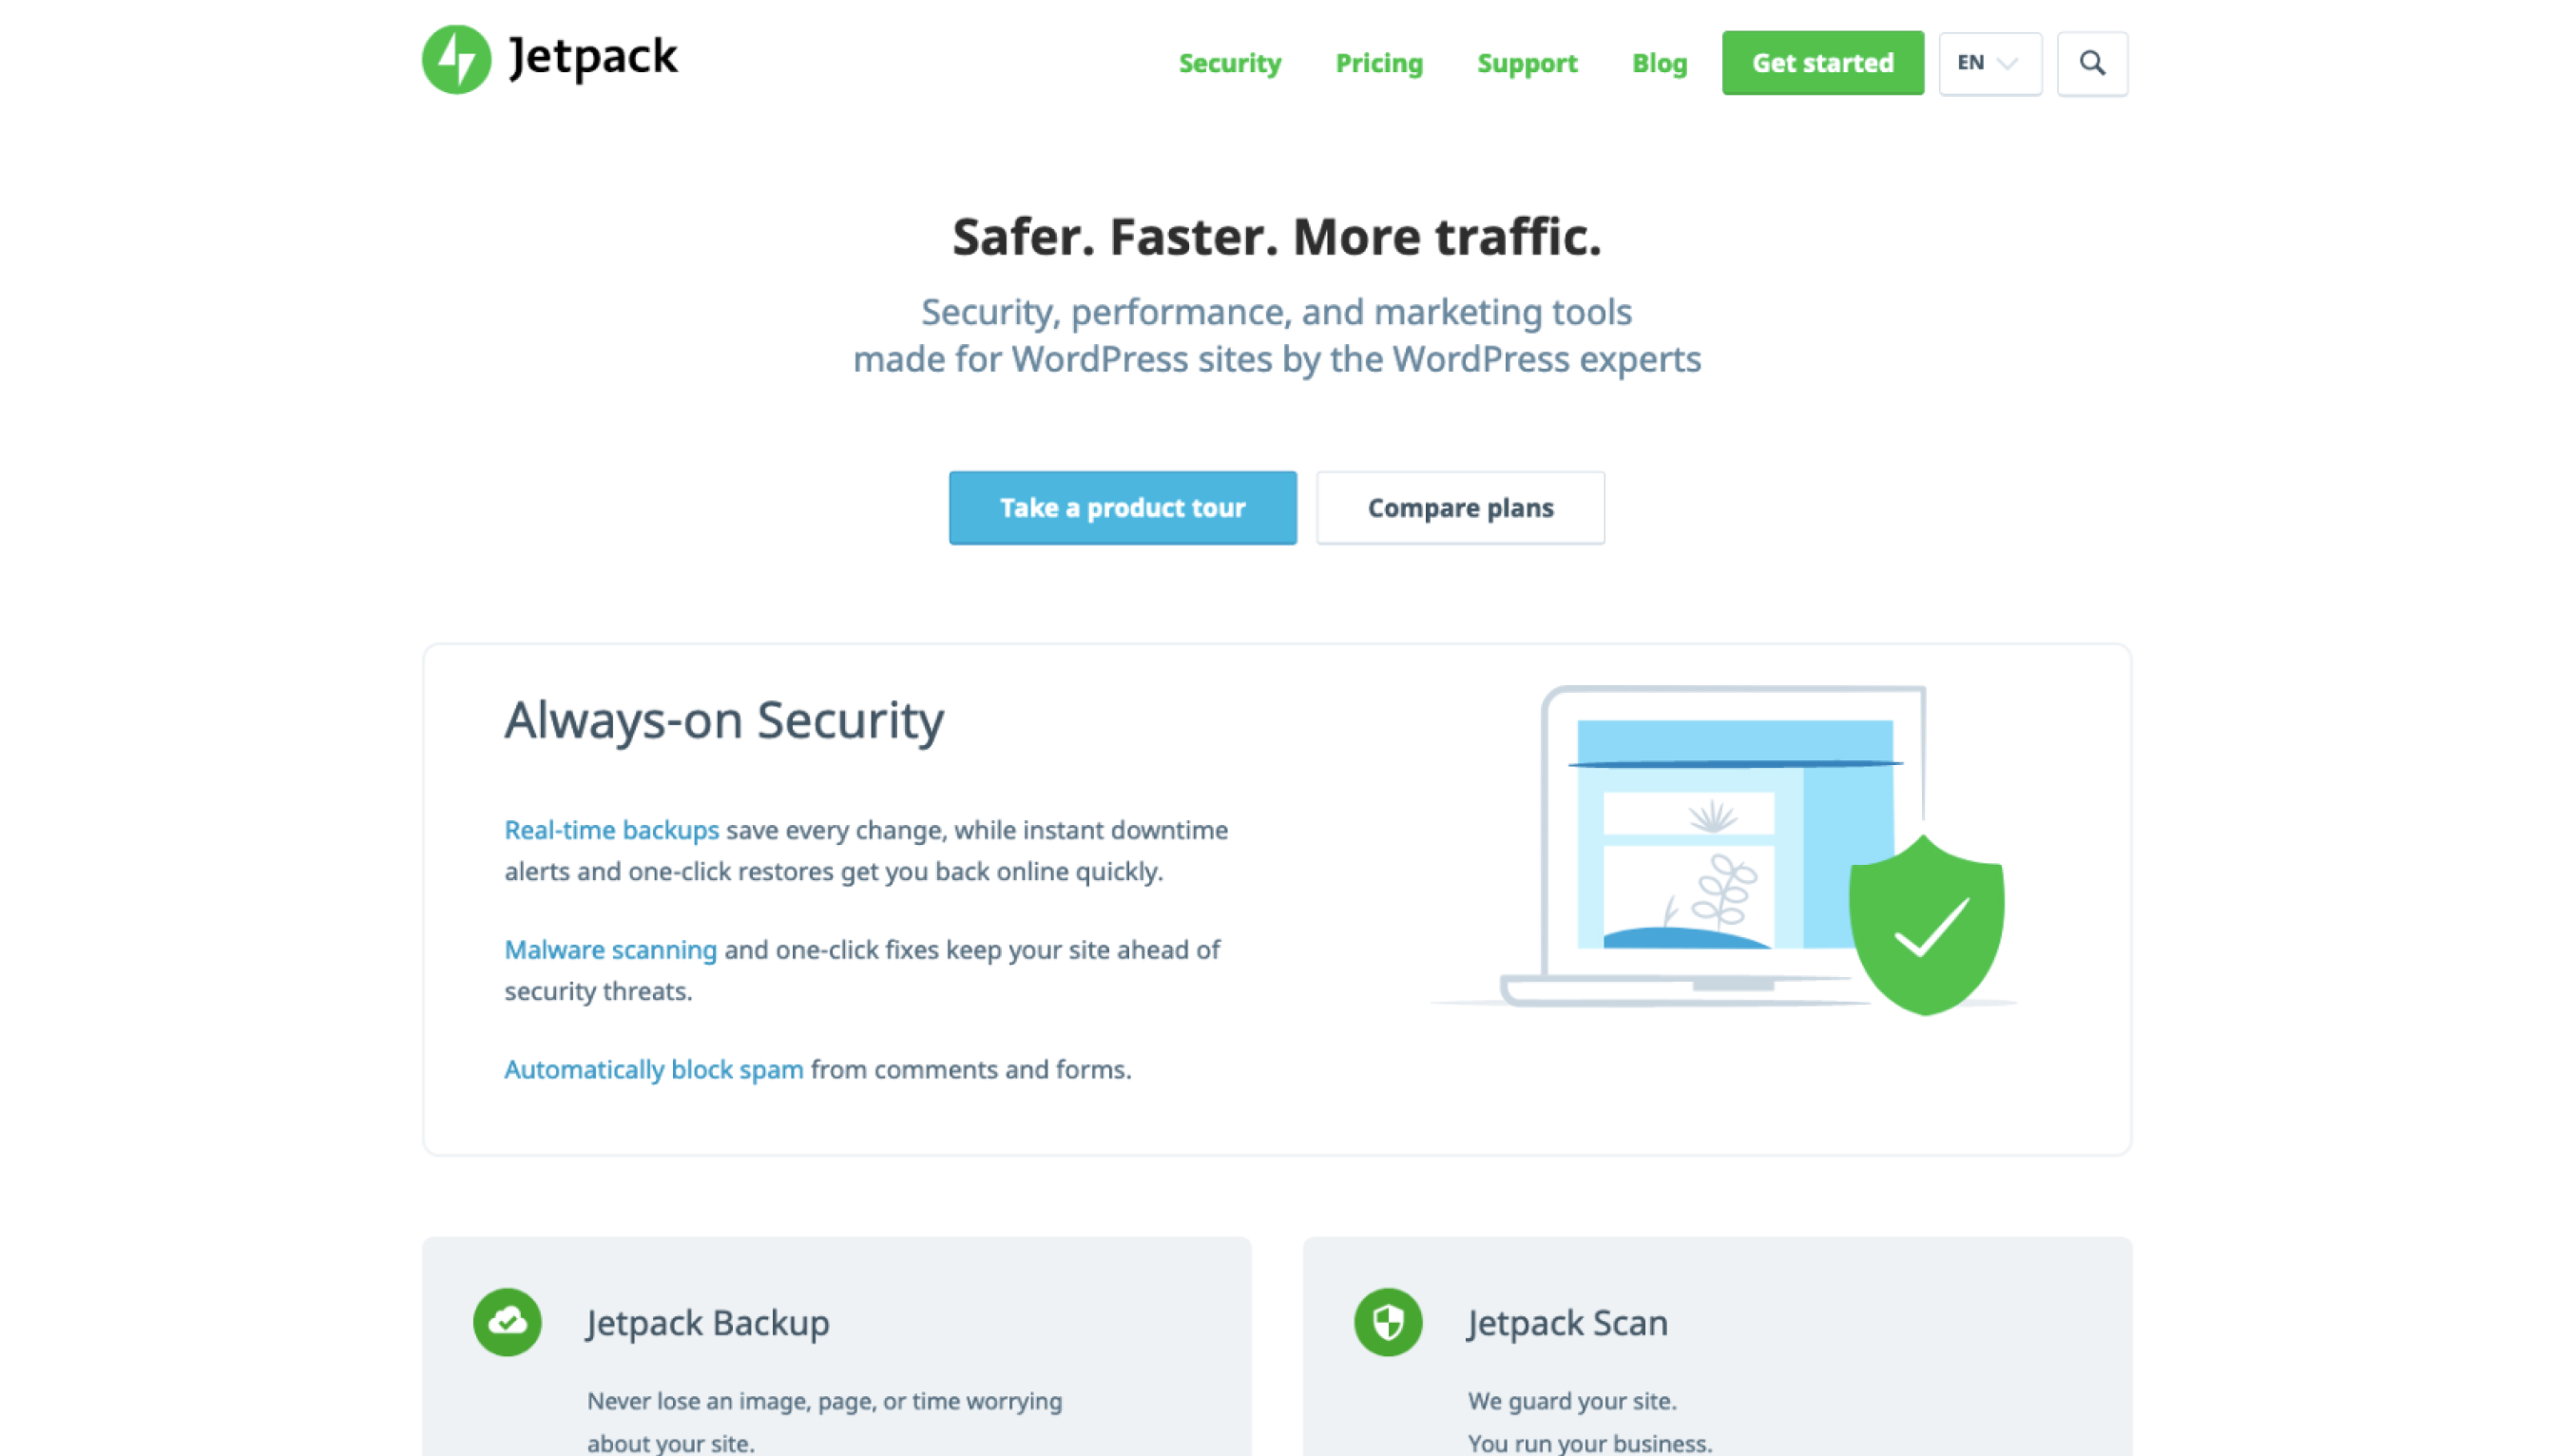 Jetpack
Security
Pricing
Support
Blog
Get started
EN
Safer. Faster. More traffic.
Security, performance, and marketing tools
made for WordPress sites by the WordPress experts
Take a product tour
Compare plans
Always-on Security
Real-time backups save every change, while instant downtime
alerts and one-click restores get you back online quickly.
Malware scanning and one-click fixes keep your site ahead of
security threats.
Automatically block spam from comments and forms.
Jetpack Backup
Never lose an image, page, or time worrying
about your site.
Jetpack Scan
We guard your site.
You run your business.